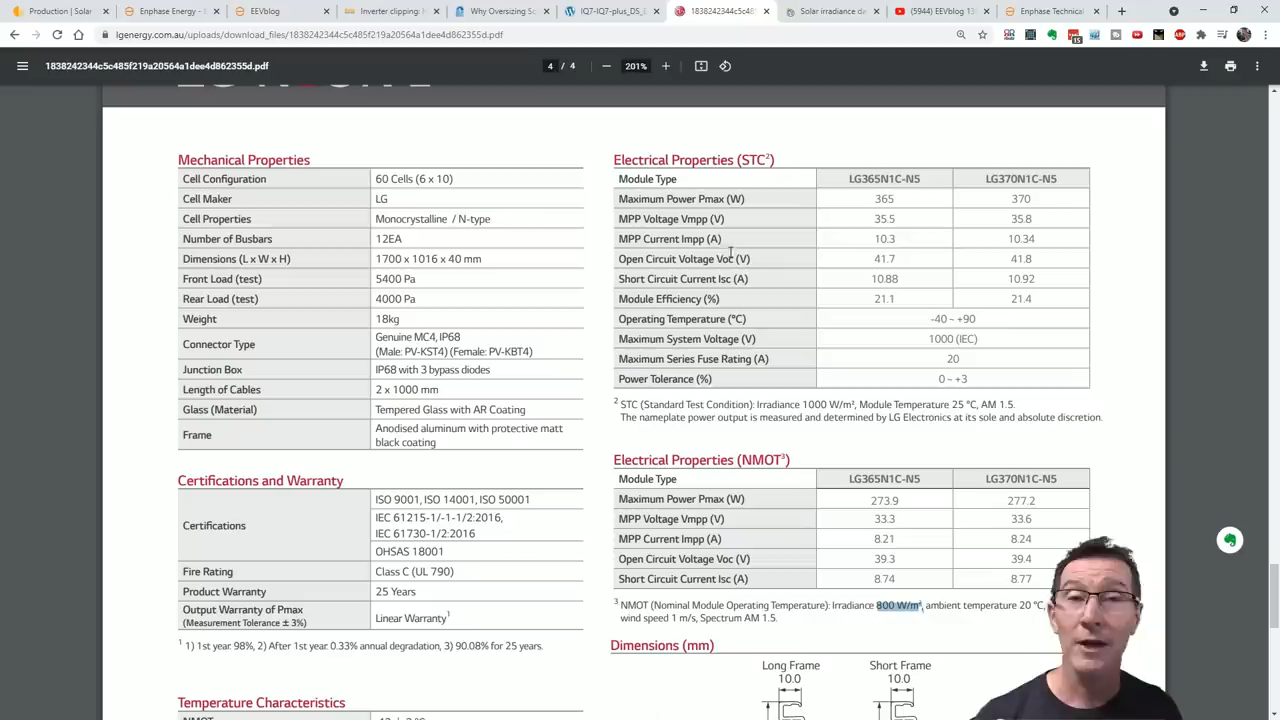 Production | Solar
Enphase Energy -
EEVblog
Inverter clipping: H
Why Oversizing Sc
IQ7-IQ7-plus_DS_E
1838242344c5c485f
Solar irradiance da
(5944) EEVblog 13
Enphase Technical
lgenergy.com.au/uploads/download_files/1838242344c5c485f219a20564a1dee4d862355d.pdf
1838242344c5c485f219a20564a1dee4d862355d.pdf
4 / 4
201%
Mechanical Properties
Cell Configuration 60 Cells (6 x 10)
Cell Maker LG
Cell Properties Monocrystalline / N-type
Number of Busbars 12EA
Dimensions (L x W x H) 1700 x 1016 x 40 mm
Front Load (test) 5400 Pa
Rear Load (test) 4000 Pa
Weight 18kg
Connector Type Genuine MC4, IP68
(Male: PV-KST4) (Female: PV-KBT4)
Junction Box IP68 with 3 bypass diodes
Length of Cables 2 x 1000 mm
Glass (Material) Tempered Glass with AR Coating
Frame Anodised aluminum with protective matt
black coating
Certifications and Warranty
Certifications ISO 9001, ISO 14001, ISO 50001
IEC 61215-1/-1-1/2:2016,
IEC 61730-1/2:2016
OHSAS 18001
Fire Rating Class C (UL 790)
Product Warranty 25 Years
Output Warranty of Pmax
(Measurement Tolerance ± 3%) Linear Warranty1
1 1) 1st year. 98%, 2) After 1st year. 0.33% annual degradation, 3) 90.08% for 25 years.
Temperature Characteristics
NMOT
Electrical Properties (STC2)
Module Type LG365N1C-N5 LG370N1C-N5
Maximum Power Pmax (W) 365 370
MPP Voltage Vmpp (V) 35.5 35.8
MPP Current Impp (A) 10.3 10.34
Open Circuit Voltage Voc (V) 41.7 41.8
Short Circuit Current Isc (A) 10.88 10.92
Module Efficiency (%) 21.1 21.4
Operating Temperature (°C) -40 ~ +90
Maximum System Voltage (V) 1000 (IEC)
Maximum Series Fuse Rating (A) 20
Power Tolerance (%) 0 ~ +3
2 STC (Standard Test Condition): Irradiance 1000 W/m², Module Temperature 25 °C, AM 1.5.
The nameplate power output is measured and determined by LG Electronics at its sole and absolute discretion.
Electrical Properties (NMOT3)
Module Type LG365N1C-N5 LG370N1C-N5
Maximum Power Pmax (W) 273.9 277.2
MPP Voltage Vmpp (V) 33.3 33.6
MPP Current Impp (A) 8.21 8.24
Open Circuit Voltage Voc (V) 39.3 39.4
Short Circuit Current Isc (A) 8.74 8.77
3 NMOT (Nominal Module Operating Temperature): Irradiance 800 W/m², ambient temperature 20 °C,
wind speed 1 m/s, Spectrum AM 1.5.
Dimensions (mm)
Long Frame Short Frame
10.0 10.0